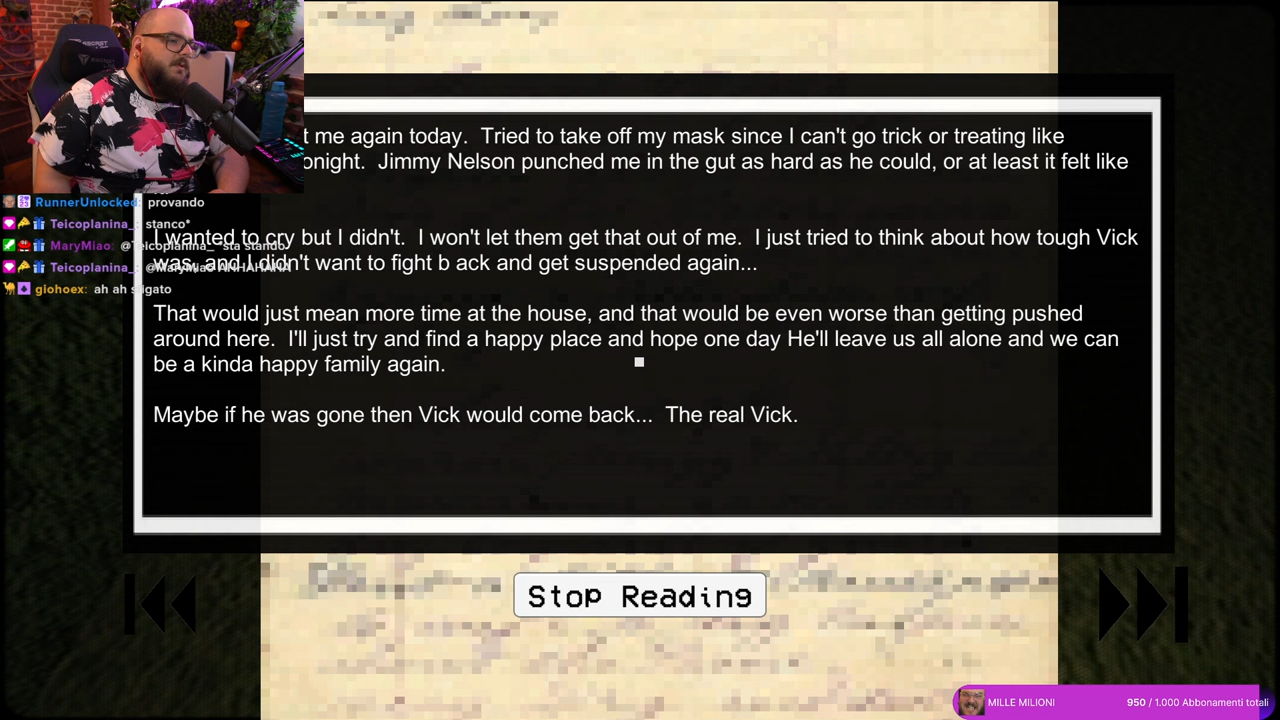 t me again today. Tried to take off my mask since I can't go trick or treating like
onight. Jimmy Nelson punched me in the gut as hard as he could, or at least it felt like
RunnerUnlocked: provando
Teicoplanina_: stanco*
I wanted to cry but I didn't. I won't let them get that out of me. I just tried to think about how tough Vick
MaryMiao: @Teicoplanina_ *sta stando
was, and I didn't want to fight b ack and get suspended again...
Teicoplanina_: @MaryMiao AHHAHAHA
giohoex: ah ah sligato
That would just mean more time at the house, and that would be even worse than getting pushed
around here. I'll just try and find a happy place and hope one day He'll leave us all alone and we can
be a kinda happy family again.
Maybe if he was gone then Vick would come back... The real Vick.
Stop Reading
MILLE MILIONI 950 / 1.000 Abbonamenti totali